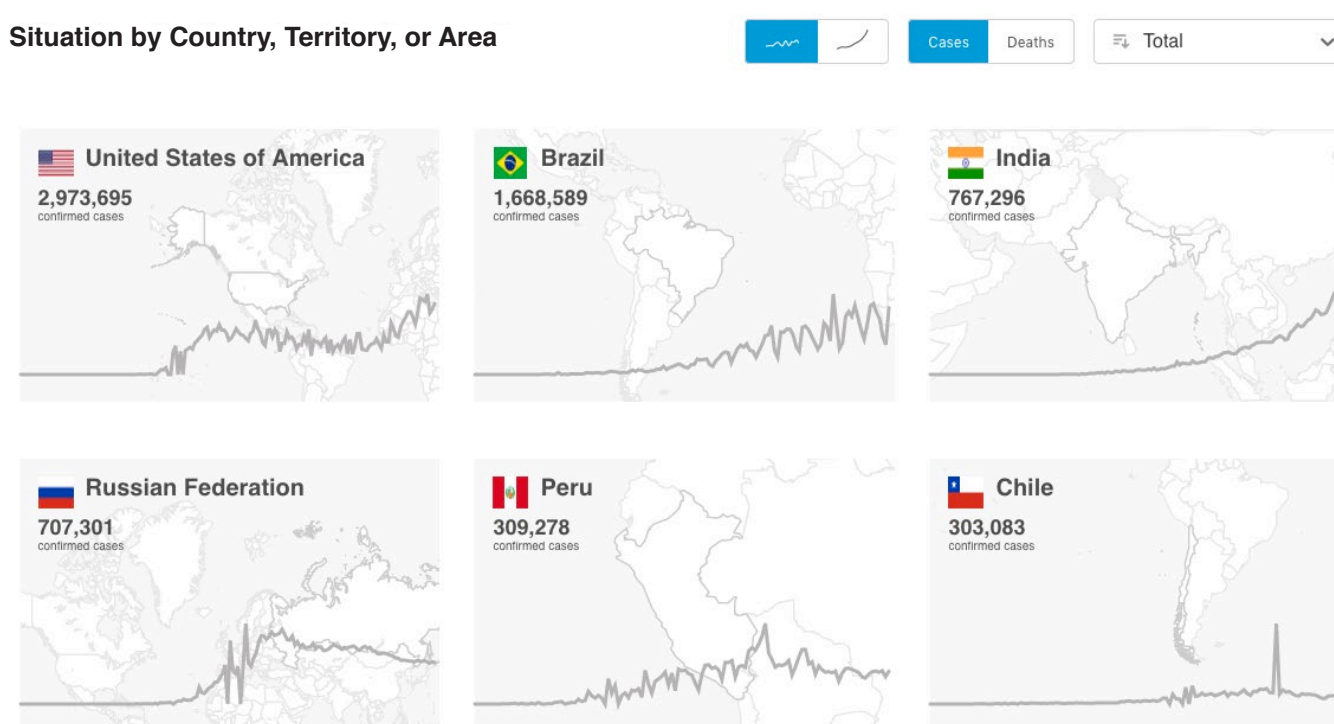 Situation by Country, Territory, or Area
Cases
Deaths
Total
United States of America
2,973,695
confirmed cases
Brazil
1,668,589
confirmed cases
India
767,296
confirmed cases
Russian Federation
707,301
confirmed cases
Peru
309,278
confirmed cases
Chile
303,083
confirmed cases